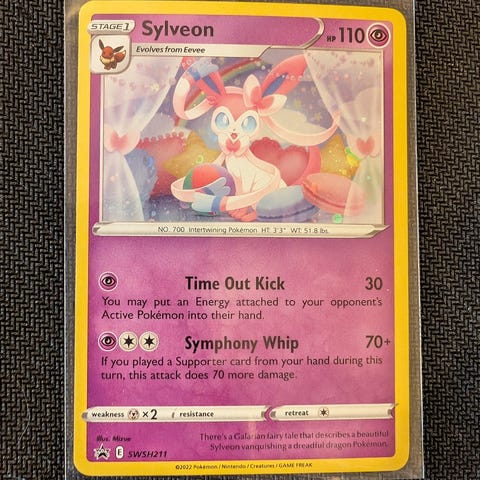 STAGE 1
Sylveon
HP 110
Evolves from Eevee
NO. 700 Intertwining Pokémon HT: 3'3" WT: 51.8 lbs.
Time Out Kick 30
You may put an Energy attached to your opponent's
Active Pokémon into their hand.
Symphony Whip 70+
If you played a Supporter card from your hand during this
turn, this attack does 70 more damage.
weakness ×2 resistance retreat
Illus. Mizue
There's a Galarian fairy tale that describes a beautiful
Sylveon vanquishing a dreadful dragon Pokémon.
E SWSH211
©2022 Pokémon / Nintendo / Creatures / GAME FREAK